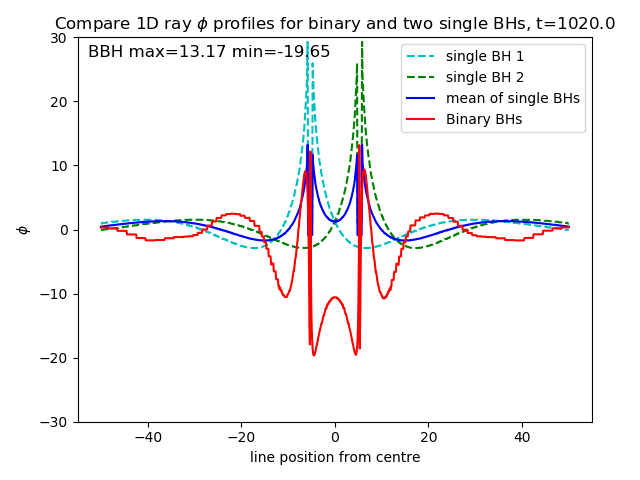 Compare 1D ray ϕ profiles for binary and two single BHs, t=1020.0
BBH max=13.17 min=-19.65
single BH 1
single BH 2
mean of single BHs
Binary BHs
30
20
10
0
−10
−20
−30
ϕ
−40
−20
0
20
40
line position from centre